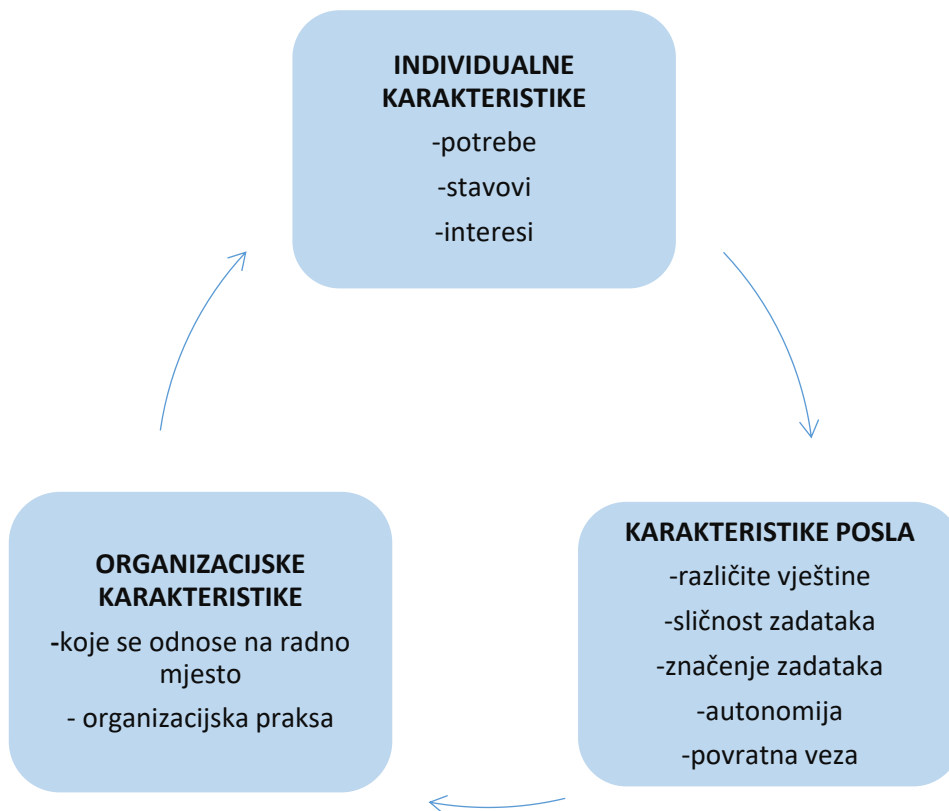 INDIVIDUALNE
KARAKTERISTIKE
-potrebe
-stavovi
-interesi
KARAKTERISTIKE POSLA
-različite vještine
-sličnost zadataka
-značenje zadataka
-autonomija
-povratna veza
ORGANIZACIJSKE
KARAKTERISTIKE
-koje se odnose na radno
mjesto
- organizacijska praksa